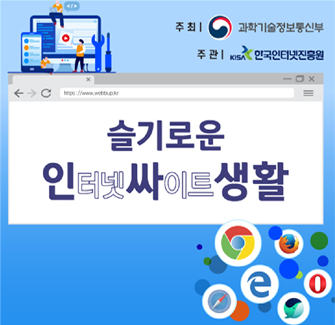 주 최 | 과학기술정보통신부
주 관 | KISA 한국인터넷진흥원
https://www.webbup.kr
슬기로운
인터넷싸이트생활